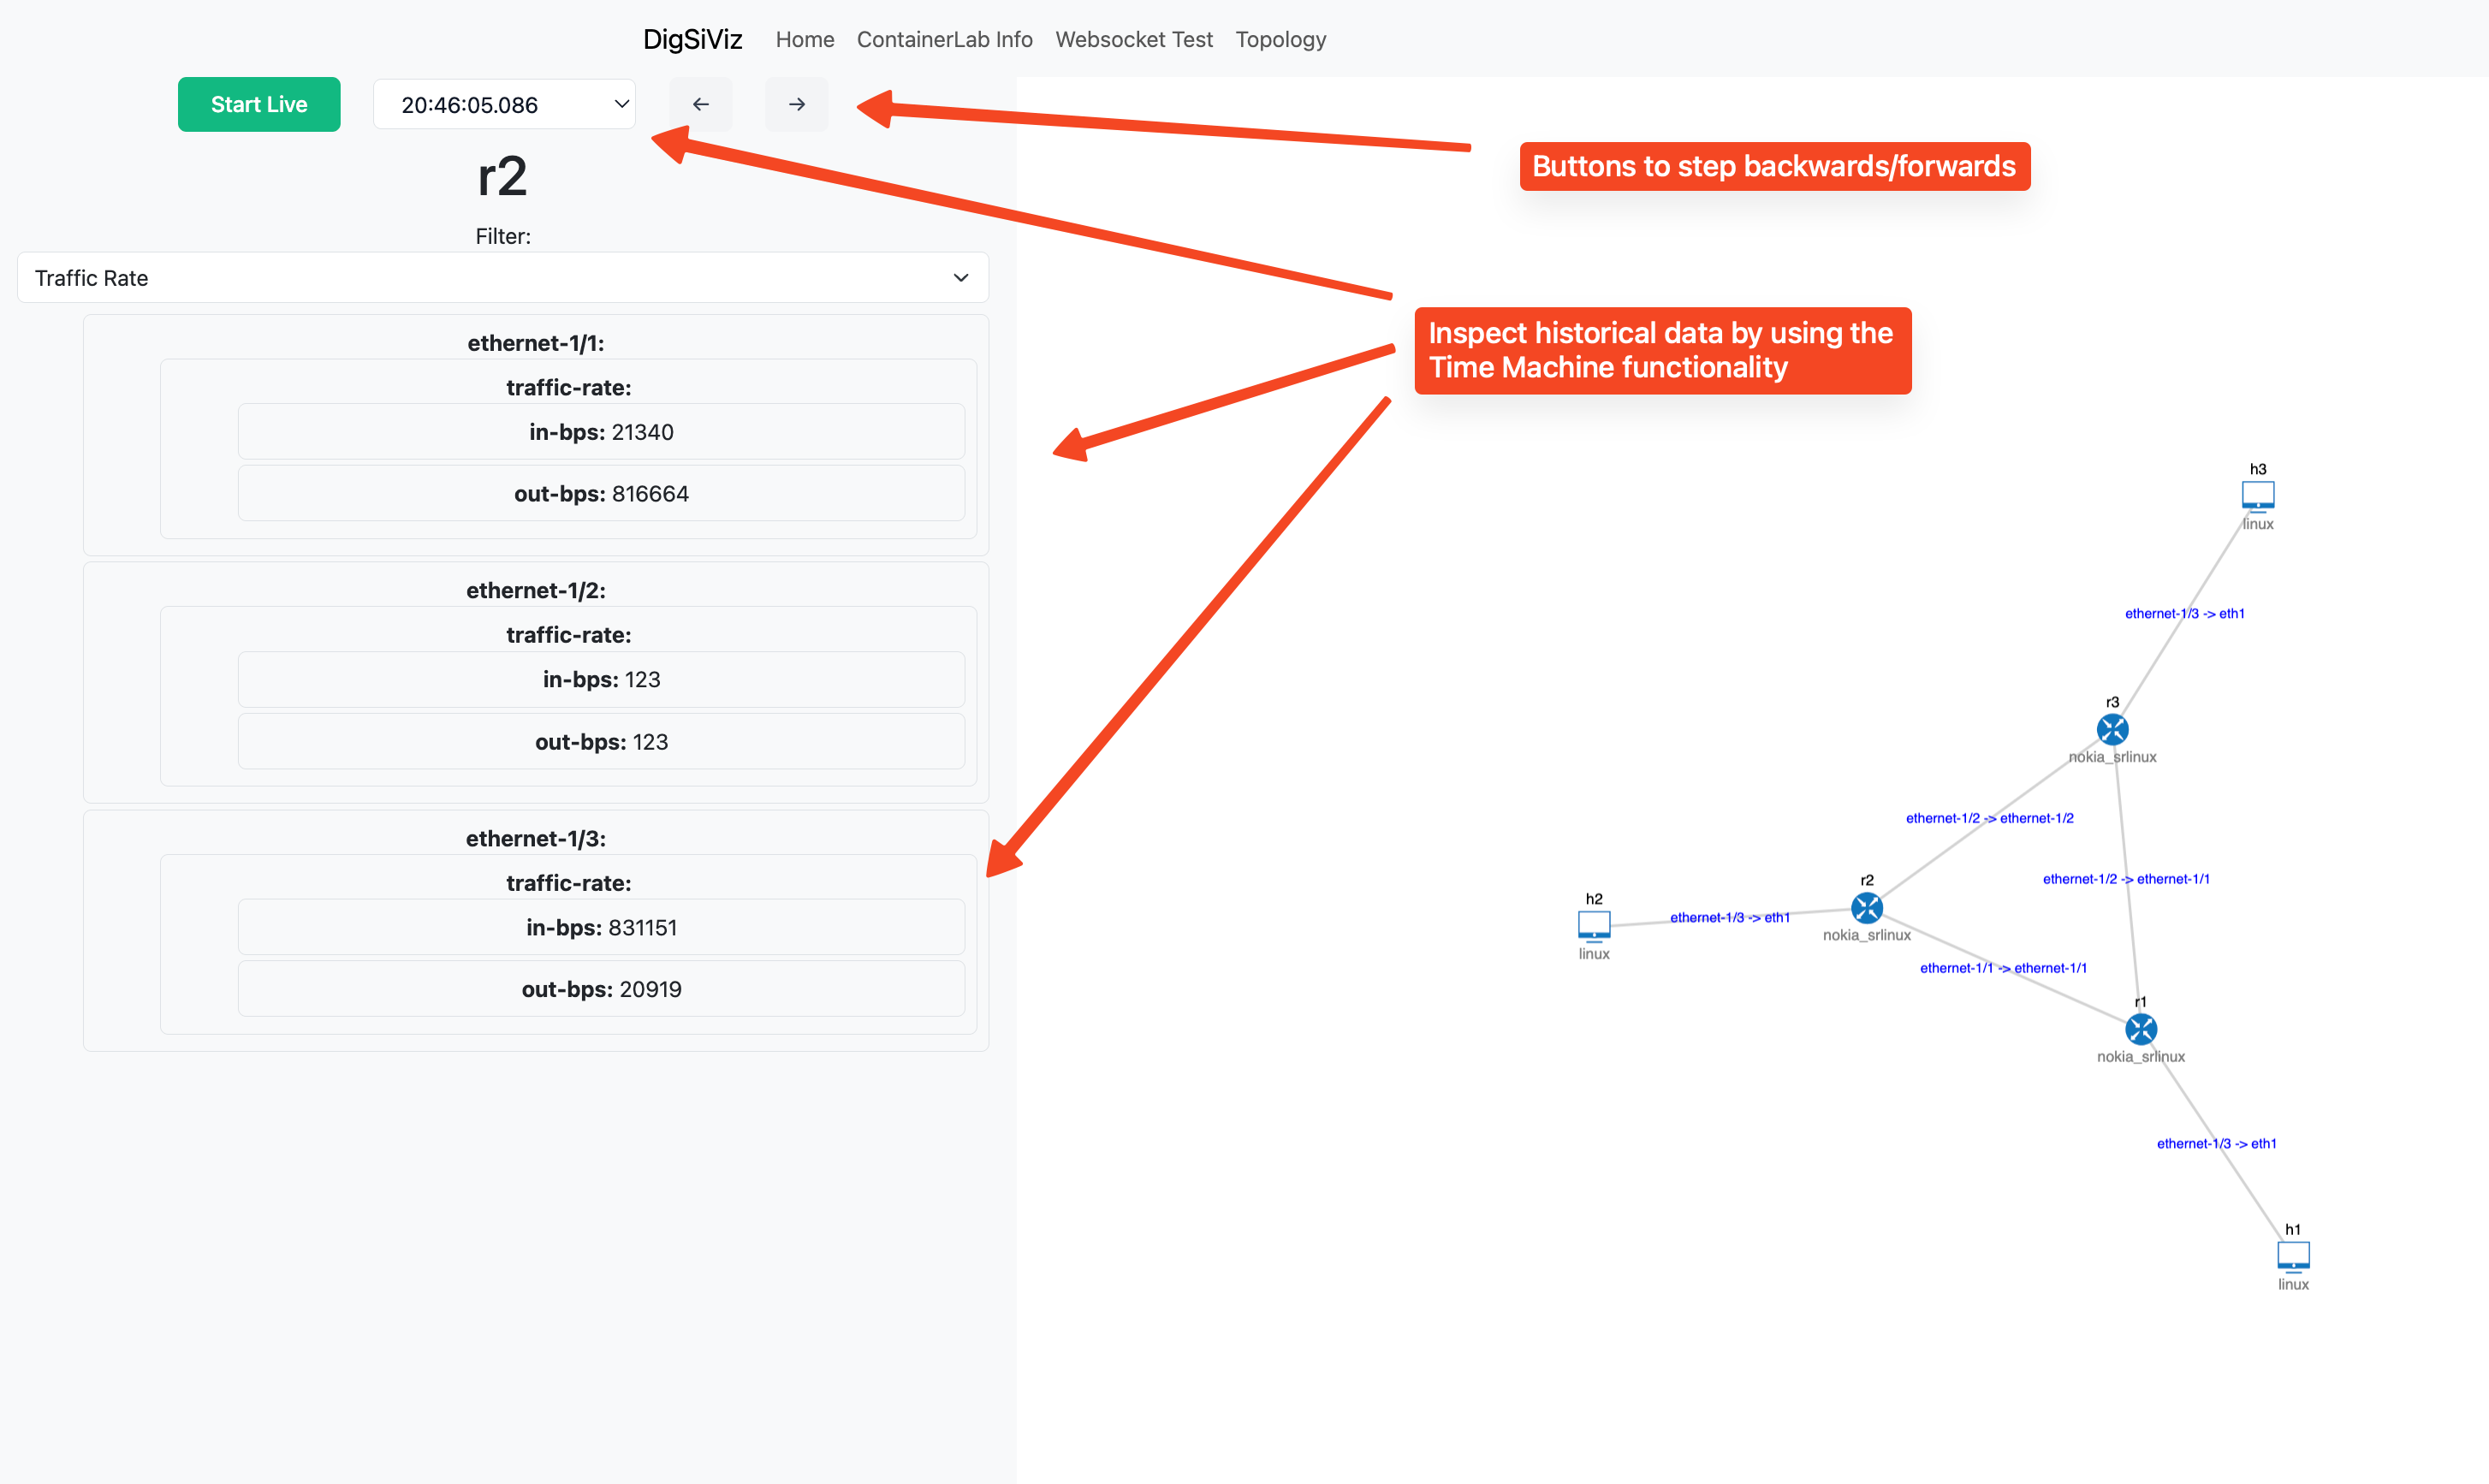 DigSiViz Home ContainerLab Info Websocket Test Topology
Start Live 20:46:05.086 ← →
Buttons to step backwards/forwards
r2
Filter:
Traffic Rate
Inspect historical data by using the
Time Machine functionality
ethernet-1/1:
traffic-rate:
in-bps: 21340
out-bps: 816664
ethernet-1/2:
traffic-rate:
in-bps: 123
out-bps: 123
ethernet-1/3:
traffic-rate:
in-bps: 831151
out-bps: 20919
h3
linux
ethernet-1/3 -> eth1
r3
nokia_srlinux
ethernet-1/2 -> ethernet-1/2
ethernet-1/2 -> ethernet-1/1
r2
nokia_srlinux
h2
linux
ethernet-1/3 -> eth1
ethernet-1/1 -> ethernet-1/1
r1
nokia_srlinux
ethernet-1/3 -> eth1
h1
linux